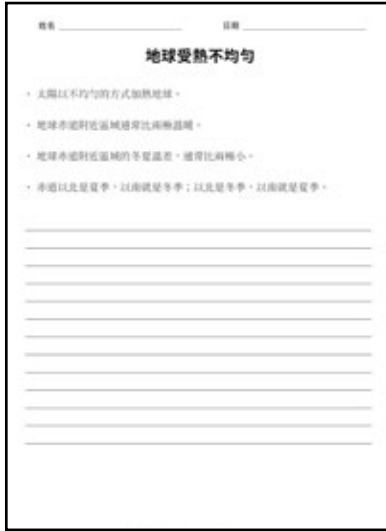 姓名 日期
地球受熱不均勻
• 太陽以不均勻的方式加熱地球。
• 地球赤道附近區域通常比兩極溫暖。
• 地球赤道附近區域的冬夏溫差,通常比兩極小。
• 赤道以北是夏季,以南就是冬季;以北是冬季,以南就是夏季。